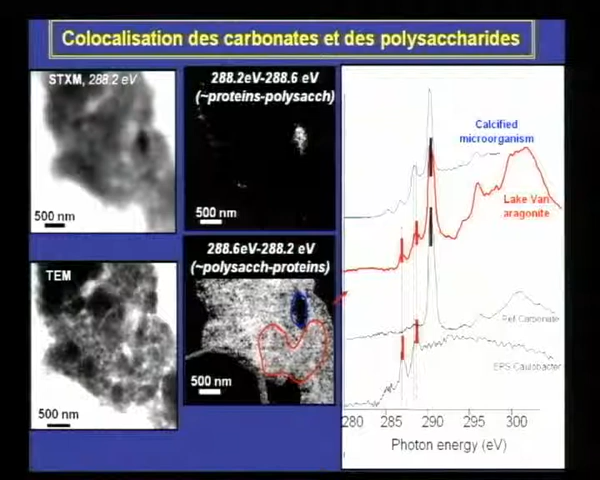 Colocalisation des carbonates et des polysaccharides
STXM, 288.2 eV
500 nm
288.2eV-288.6 eV
(~proteins-polysacch)
500 nm
TEM
500 nm
288.6eV-288.2 eV
(~polysacch-proteins)
500 nm
Calcified
microorganism
Lake Van
aragonite
Ref Carbonate
EPS Caulobacter
280 285 290 295 300
Photon energy (eV)